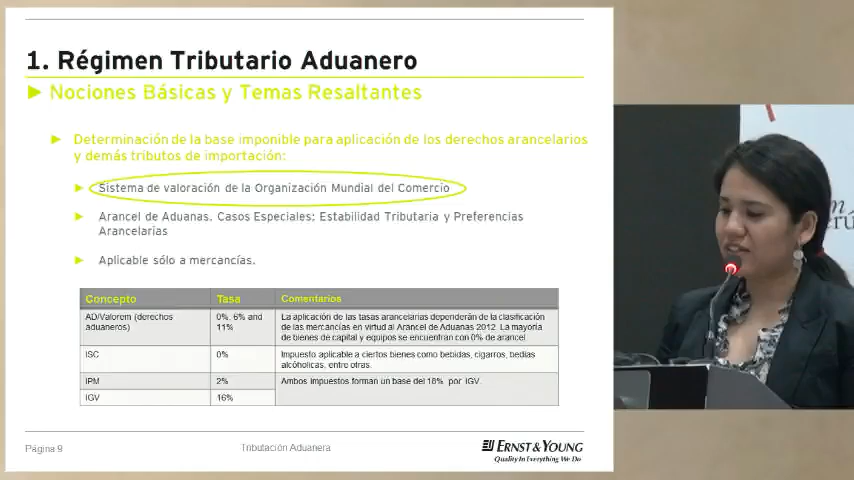 1. Régimen Tributario Aduanero
► Nociones Básicas y Temas Resaltantes
► Determinación de la base imponible para aplicación de los derechos arancelarios
y demás tributos de importación:
► Sistema de valoración de la Organización Mundial del Comercio
► Arancel de Aduanas. Casos Especiales: Estabilidad Tributaria y Preferencias
Arancelarias
► Aplicable sólo a mercancías.
Concepto Tasa Comentarios
AD/Valorem (derechos
aduaneros)
0%, 6% and
11%
La aplicación de las tasas arancelarias dependerán de la clasificación
de las mercancías en virtud al Arancel de Aduanas 2012. La mayoría
de bienes de capital y equipos se encuentran con 0% de arancel
ISC 0%
Impuesto aplicable a ciertos bienes como bebidas, cigarros, bedias
alcóholicas, entre otras.
IPM 2% Ambos impuestos forman un base del 18% por IGV.
IGV 16%
Página 9 Tributación Aduanera
ERNST & YOUNG
Quality In Everything We Do